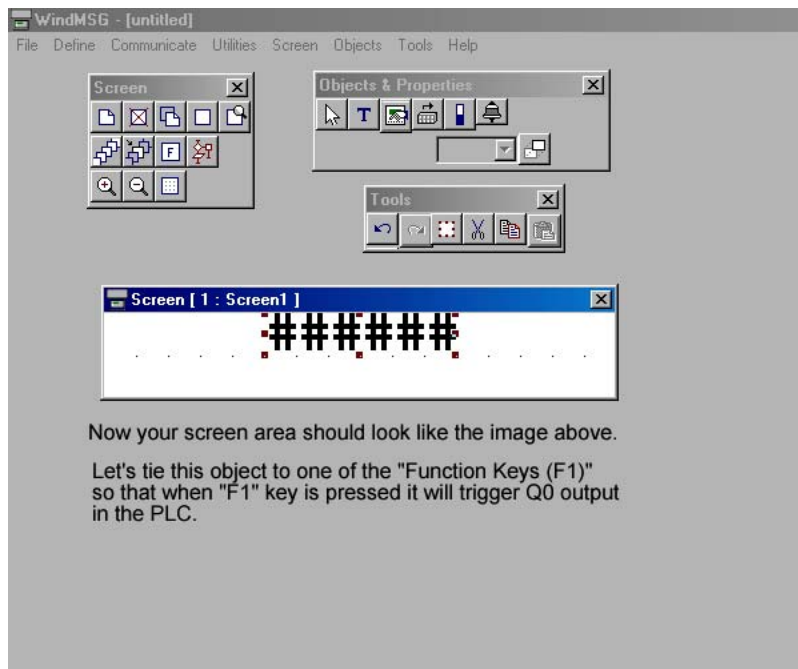 WindMSG - [untitled]
File Define Communicate Utilities Screen Objects Tools Help
Screen
Objects & Properties
T
F
Tools
Screen [ 1 : Screen1 ]
######
Now your screen area should look like the image above.
Let's tie this object to one of the "Function Keys (F1)"
so that when "F1" key is pressed it will trigger Q0 output
in the PLC.